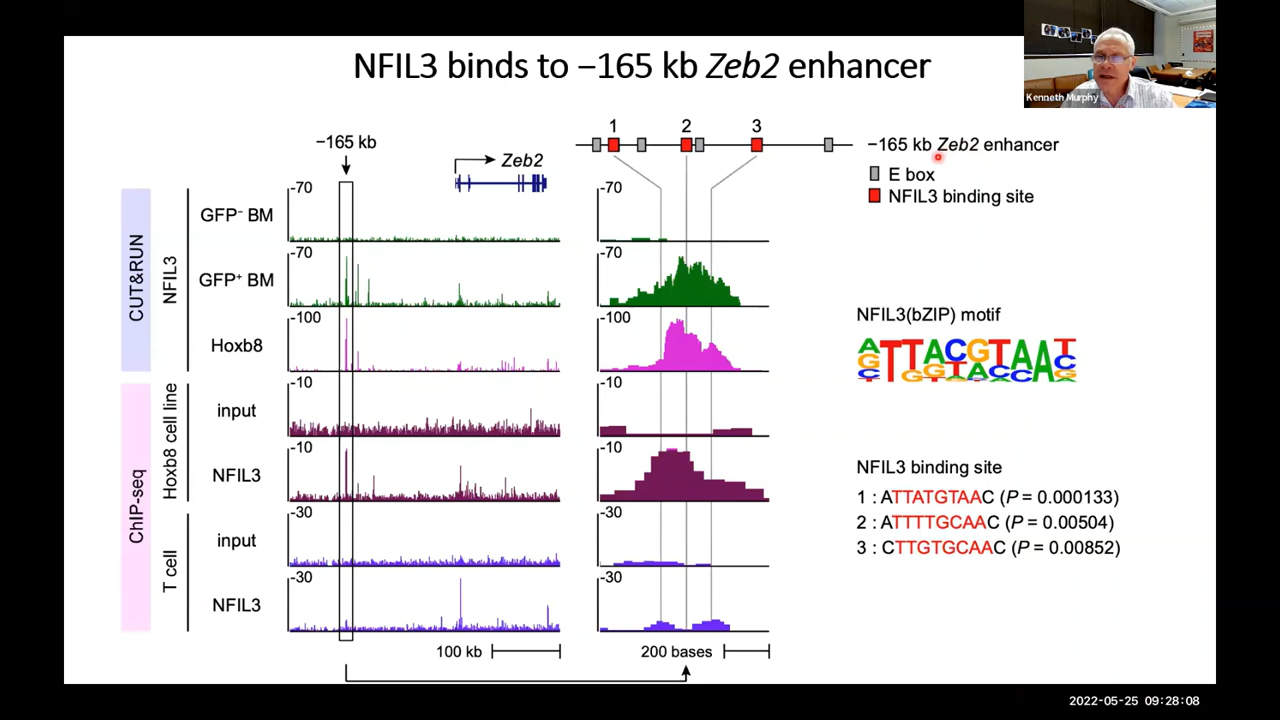 NFIL3 binds to −165 kb Zeb2 enhancer
Kenneth Murphy
−165 kb
Zeb2
1 2 3
−165 kb Zeb2 enhancer
E box
NFIL3 binding site
CUT&RUN
NFIL3
GFP⁻ BM
-70
-70
GFP⁺ BM
-70
-70
Hoxb8
-100
-100
ChIP-seq
Hoxb8 cell line
input
-10
-10
NFIL3
-10
-10
T cell
input
-30
-30
NFIL3
-30
-30
100 kb
200 bases
NFIL3(bZIP) motif
ATTACGTAAT
NFIL3 binding site
1 : ATTATGTAAC (P = 0.000133)
2 : ATTTTGCAAC (P = 0.00504)
3 : CTTGTGCAAC (P = 0.00852)
2022-05-25 09:28:08